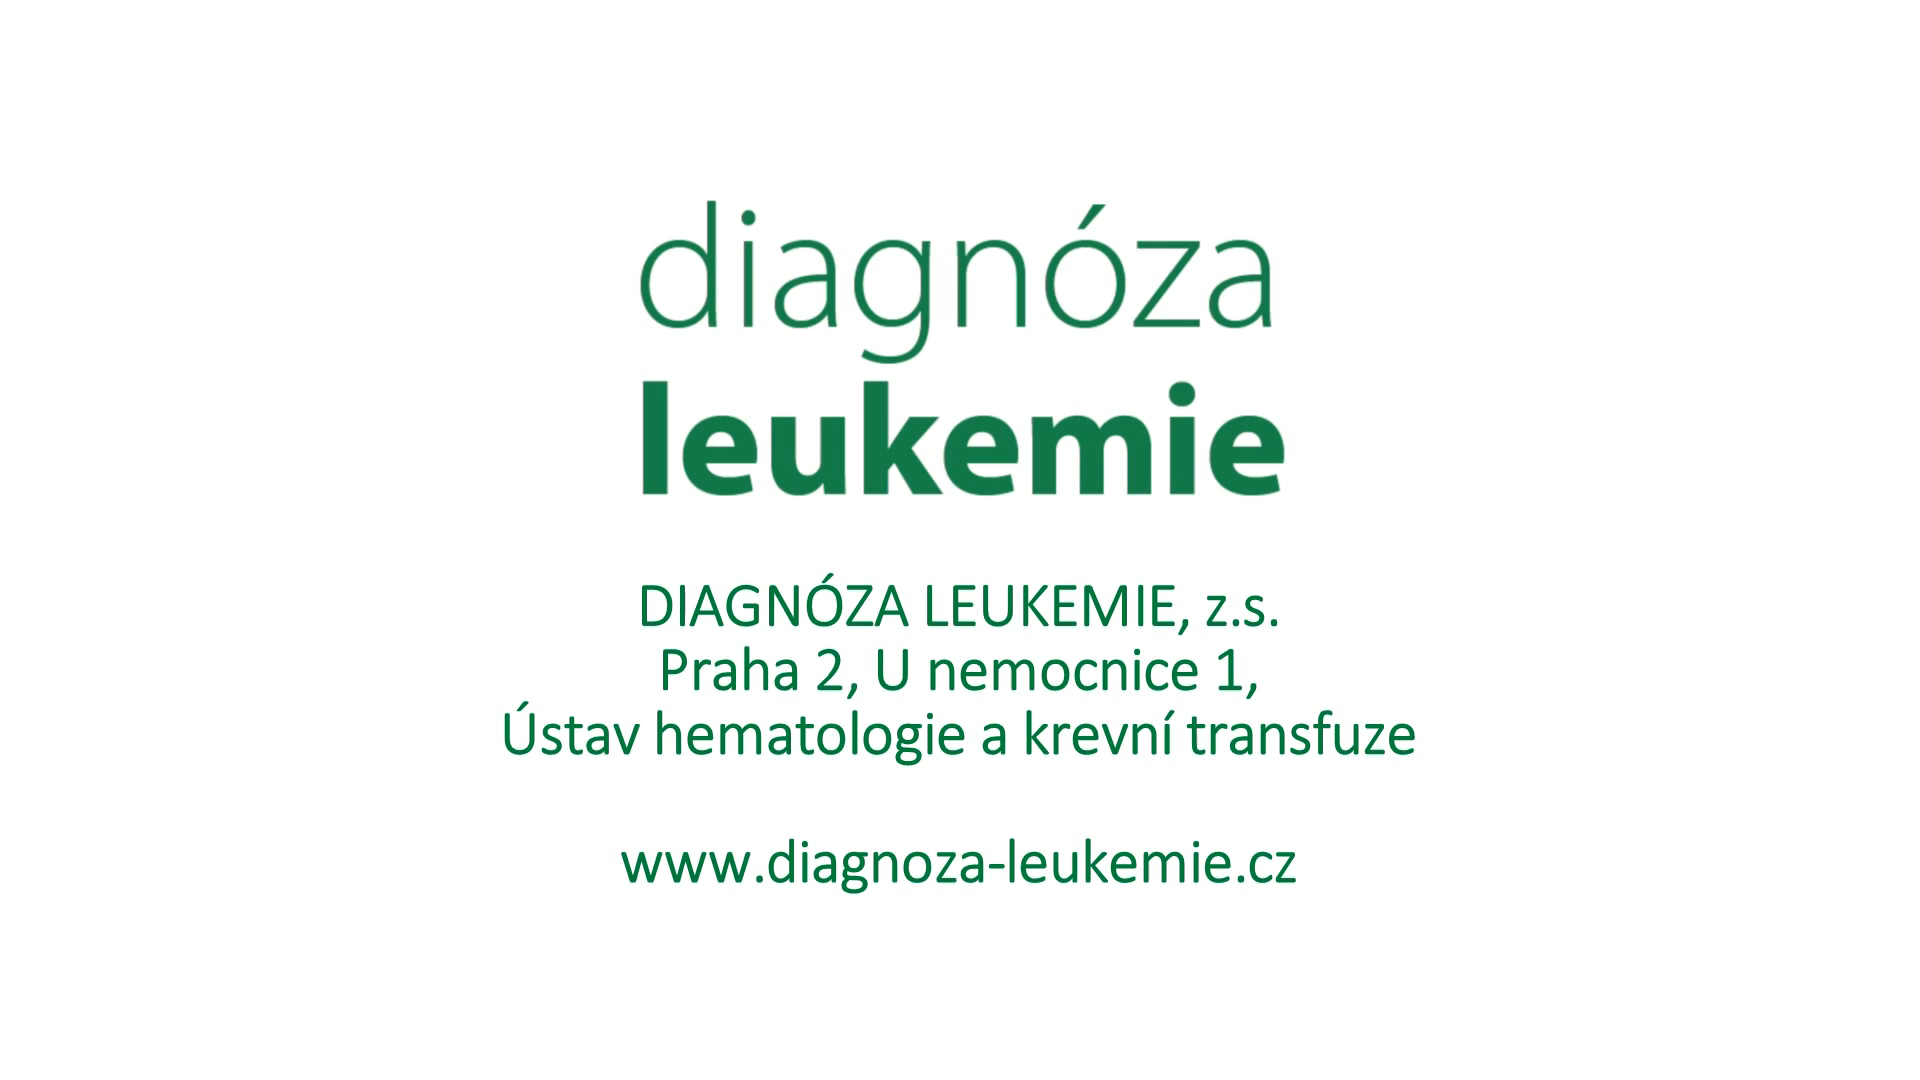 diagnóza
leukemie
DIAGNÓZA LEUKEMIE, z.s.
Praha 2, U nemocnice 1,
Ústav hematologie a krevní transfuze
www.diagnoza-leukemie.cz